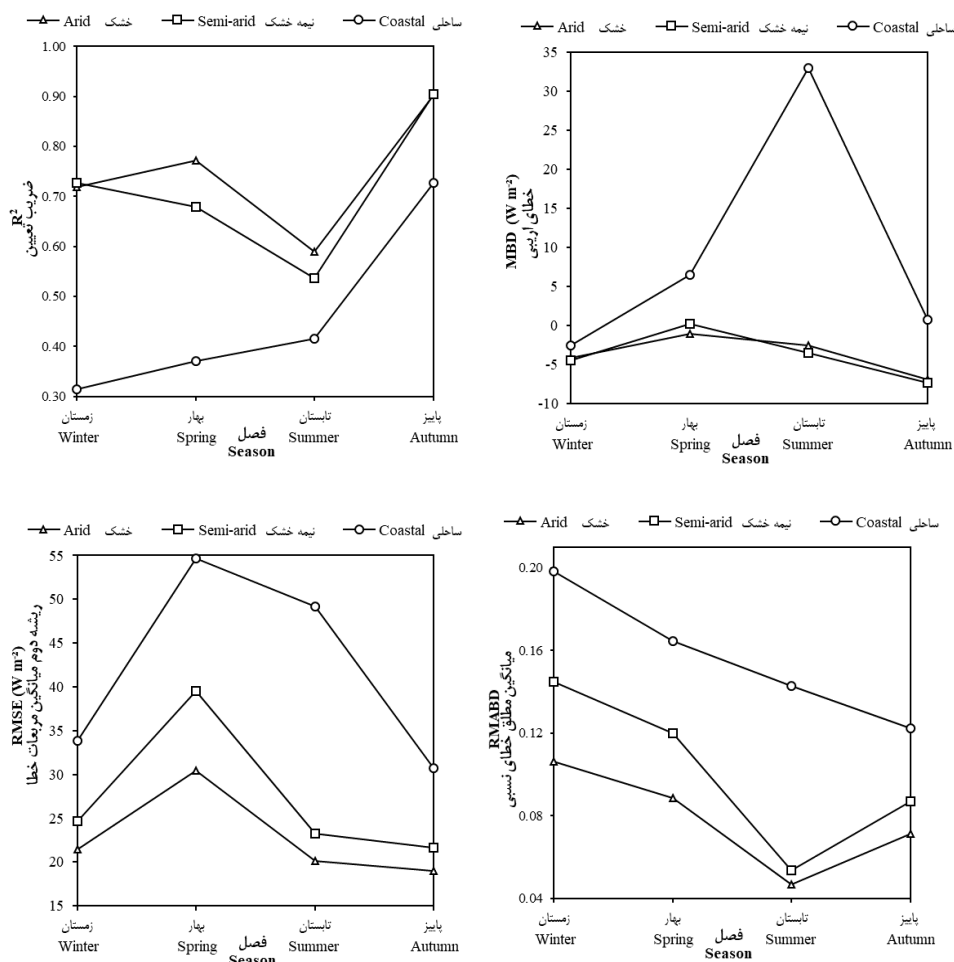 Arid خشک Semi-arid نیمه خشک Coastal ساحلی
1.00
0.90
0.80
0.70
0.60
0.50
0.40
0.30
R²
ضریب تعیین
زمستان بهار تابستان پاییز
Winter Spring Summer Autumn
فصل
Season
Arid خشک Semi-arid نیمه خشک Coastal ساحلی
35
30
25
20
15
10
5
0
-5
-10
MBD (W m⁻²)
خطای اریبی
زمستان بهار تابستان پاییز
Winter Spring Summer Autumn
فصل
Season
Arid خشک Semi-arid نیمه خشک Coastal ساحلی
55
50
45
40
35
30
25
20
15
RMSE (W m⁻²)
ریشه دوم میانگین مربعات خطا
زمستان بهار تابستان پاییز
Winter Spring Summer Autumn
فصل
Season
Arid خشک Semi-arid نیمه خشک Coastal ساحلی
0.20
0.16
0.12
0.08
0.04
RMABD
میانگین مطلق خطای نسبی
زمستان بهار تابستان پاییز
Winter Spring Summer Autumn
فصل
Season